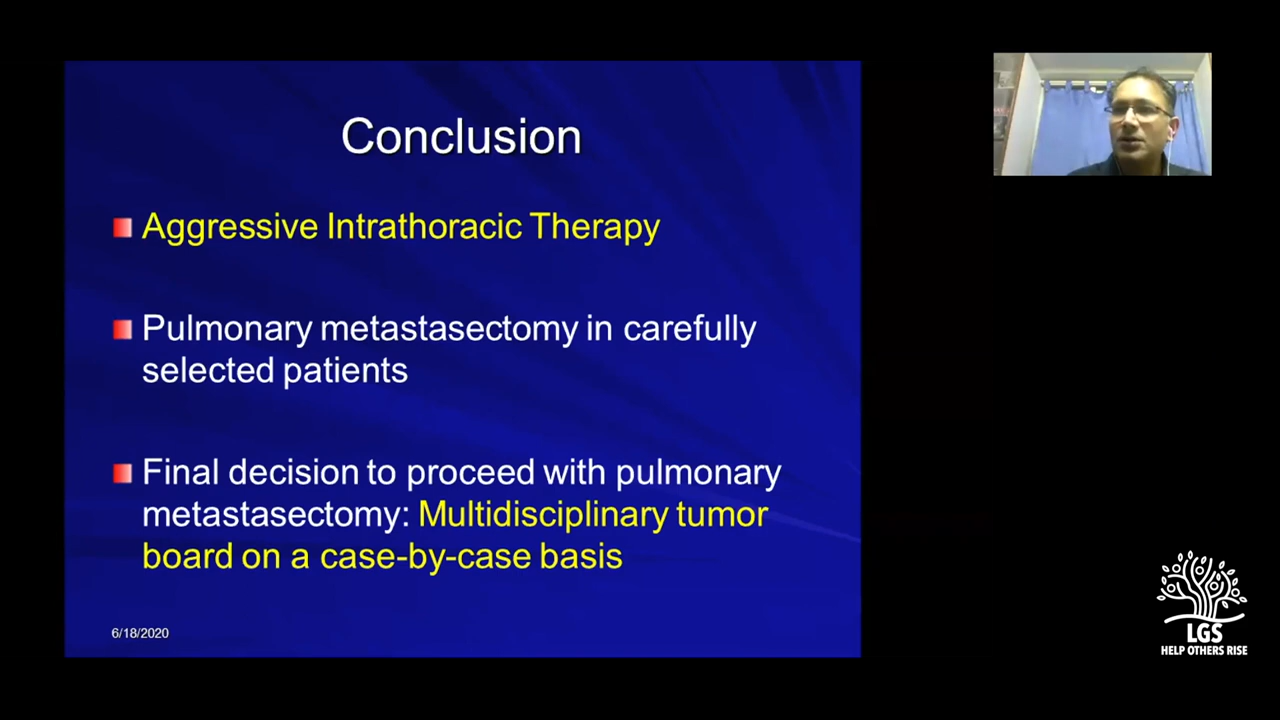 Conclusion
Aggressive Intrathoracic Therapy
Pulmonary metastasectomy in carefully
selected patients
Final decision to proceed with pulmonary
metastasectomy: Multidisciplinary tumor
board on a case-by-case basis
6/18/2020
LGS
HELP OTHERS RISE